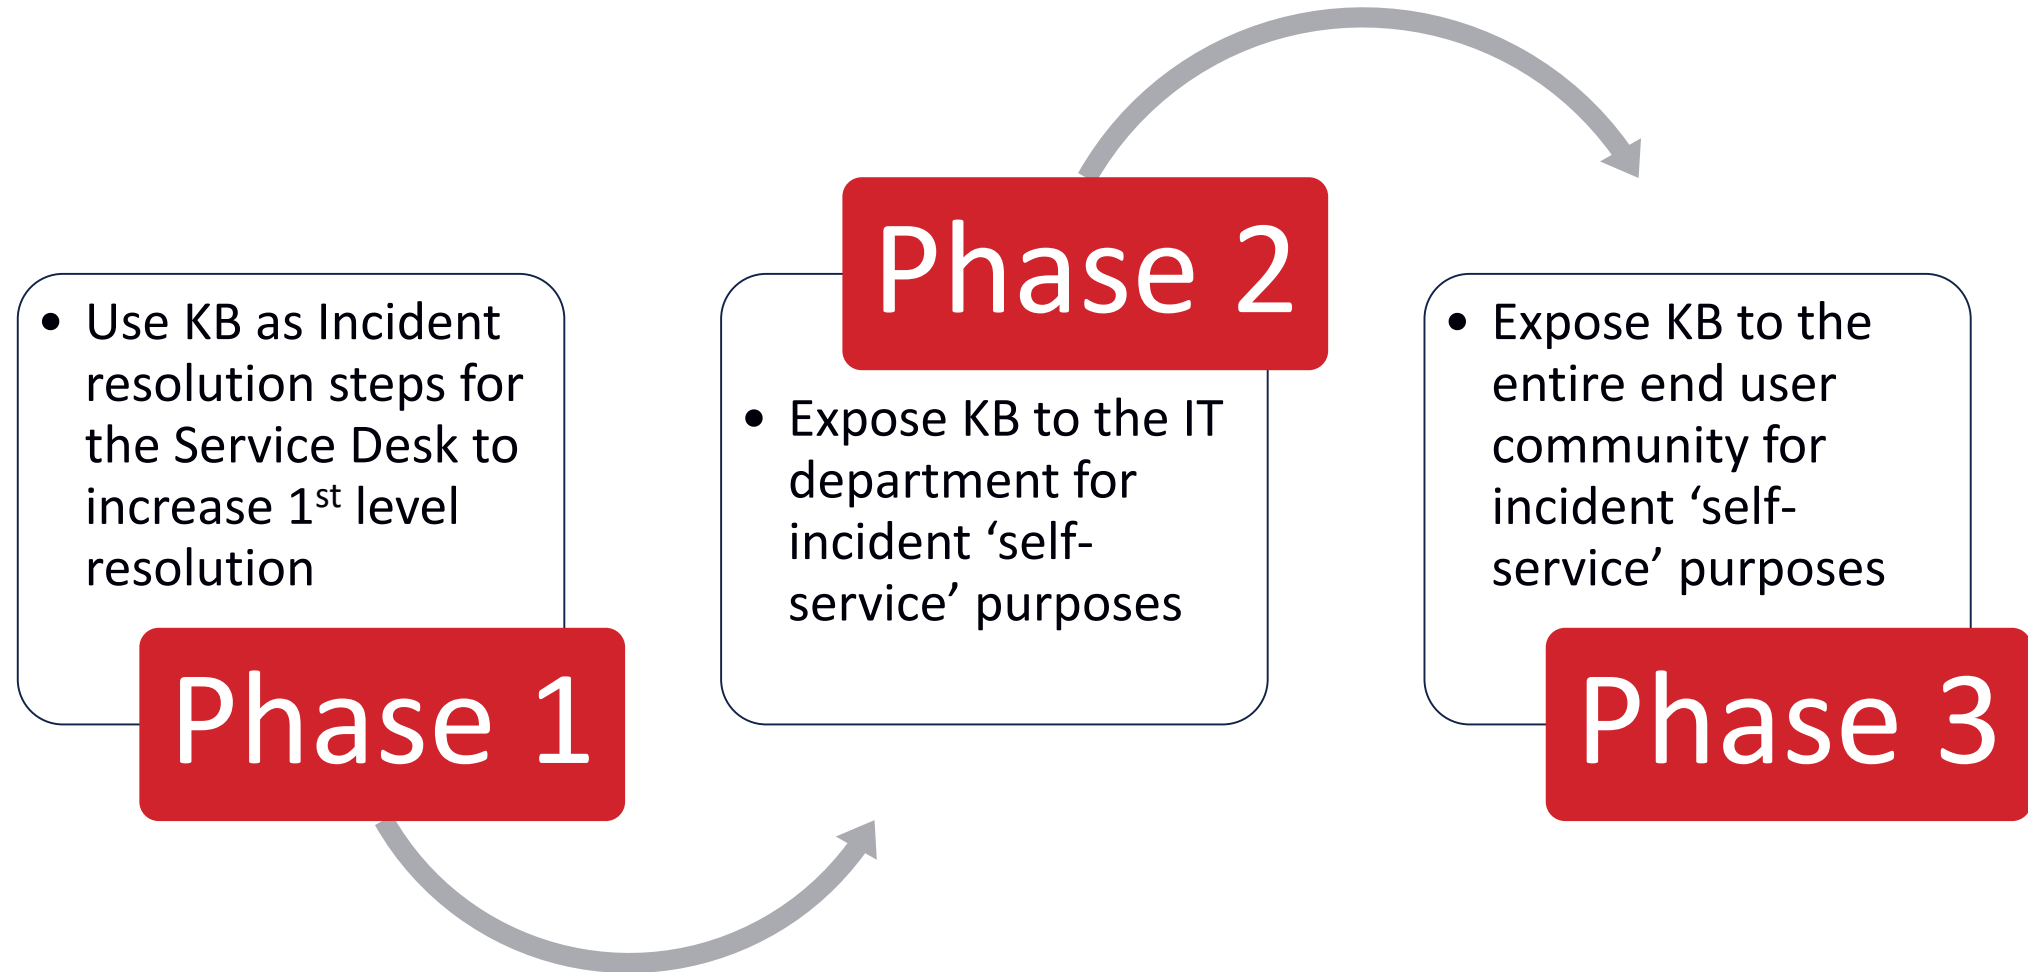 • Use KB as Incident
resolution steps for
the Service Desk to
increase 1st level
resolution
Phase 1
Phase 2
• Expose KB to the IT
department for
incident ‘self-
service’ purposes
• Expose KB to the
entire end user
community for
incident ‘self-
service’ purposes
Phase 3